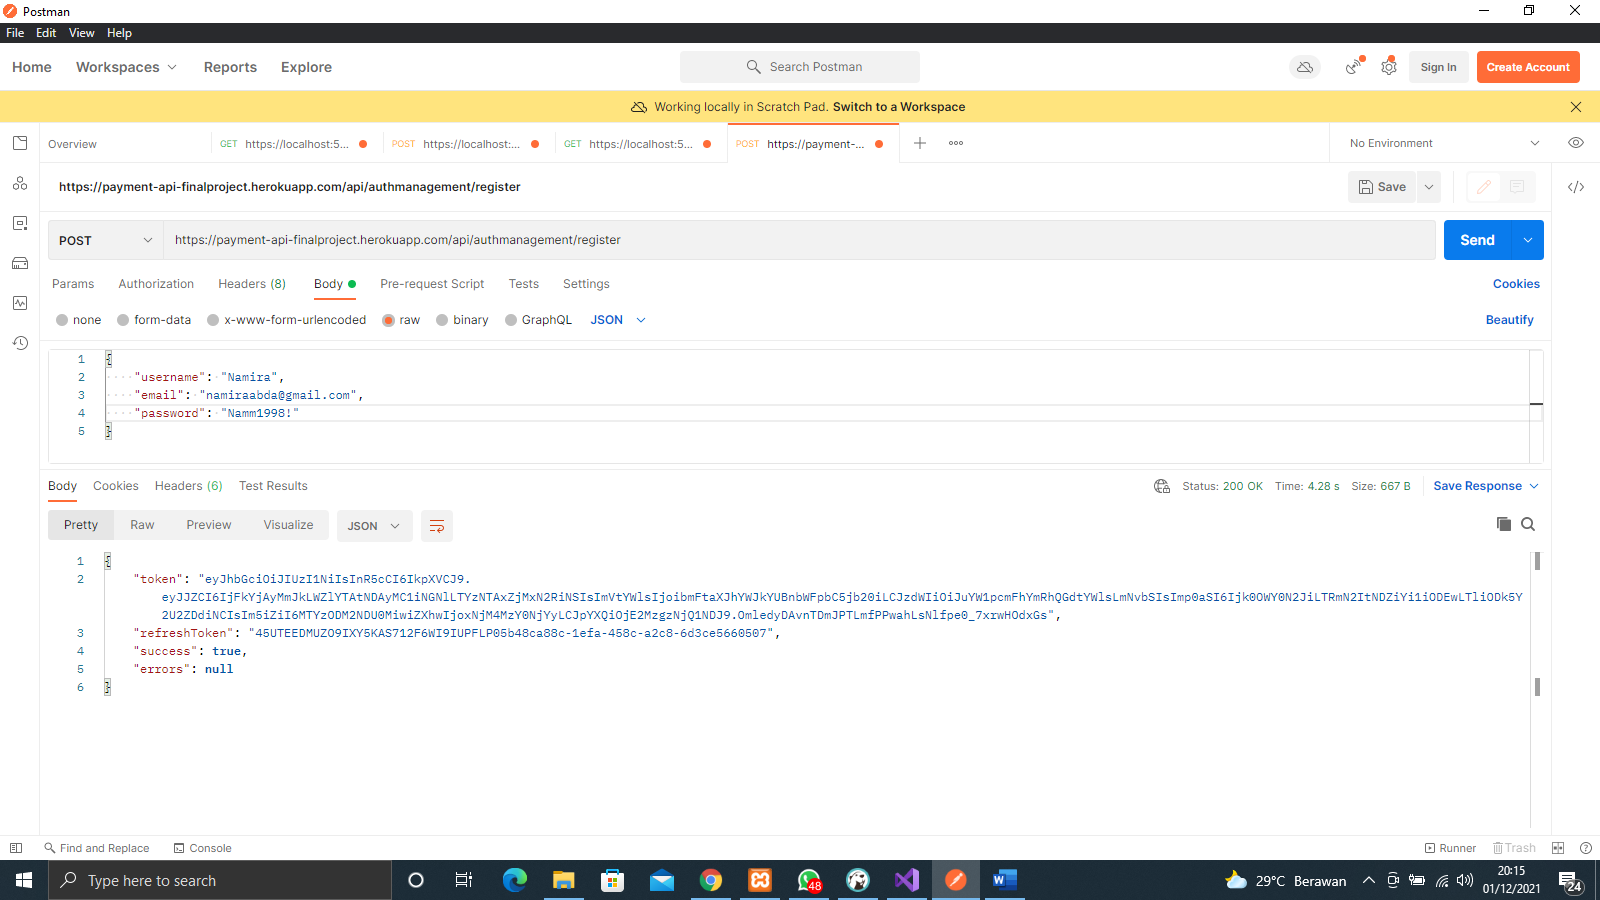 Postman
File Edit View Help
Home Workspaces Reports Explore Search Postman Sign In Create Account
Working locally in Scratch Pad. Switch to a Workspace
Overview GET https://localhost:5... POST https://localhost:... GET https://localhost:5... POST https://payment-... No Environment
https://payment-api-finalproject.herokuapp.com/api/authmanagement/register Save
POST https://payment-api-finalproject.herokuapp.com/api/authmanagement/register Send
Params Authorization Headers (8) Body Pre-request Script Tests Settings Cookies
none form-data x-www-form-urlencoded raw binary GraphQL JSON Beautify
1 {
2 "username": "Namira",
3 "email": "namiraabda@gmail.com",
4 "password": "Namm1998!"
5 }
Body Cookies Headers (6) Test Results Status: 200 OK Time: 4.28 s Size: 667 B Save Response
Pretty Raw Preview Visualize JSON
1 {
2 "token": "eyJhbGciOiJIUzI1NiIsInR5cCI6IkpXVCJ9.
"refreshToken": "45UTEEDMUZO9IXY5KAS712F6WI9IUPFLP05b48ca88c-1efa-458c-a2c8-6d3ce5660507",
4 "success": true,
5 "errors": null
6 }
Find and Replace Console Runner Trash
Type here to search 48 29°C Berawan 20:15
01/12/2021 24